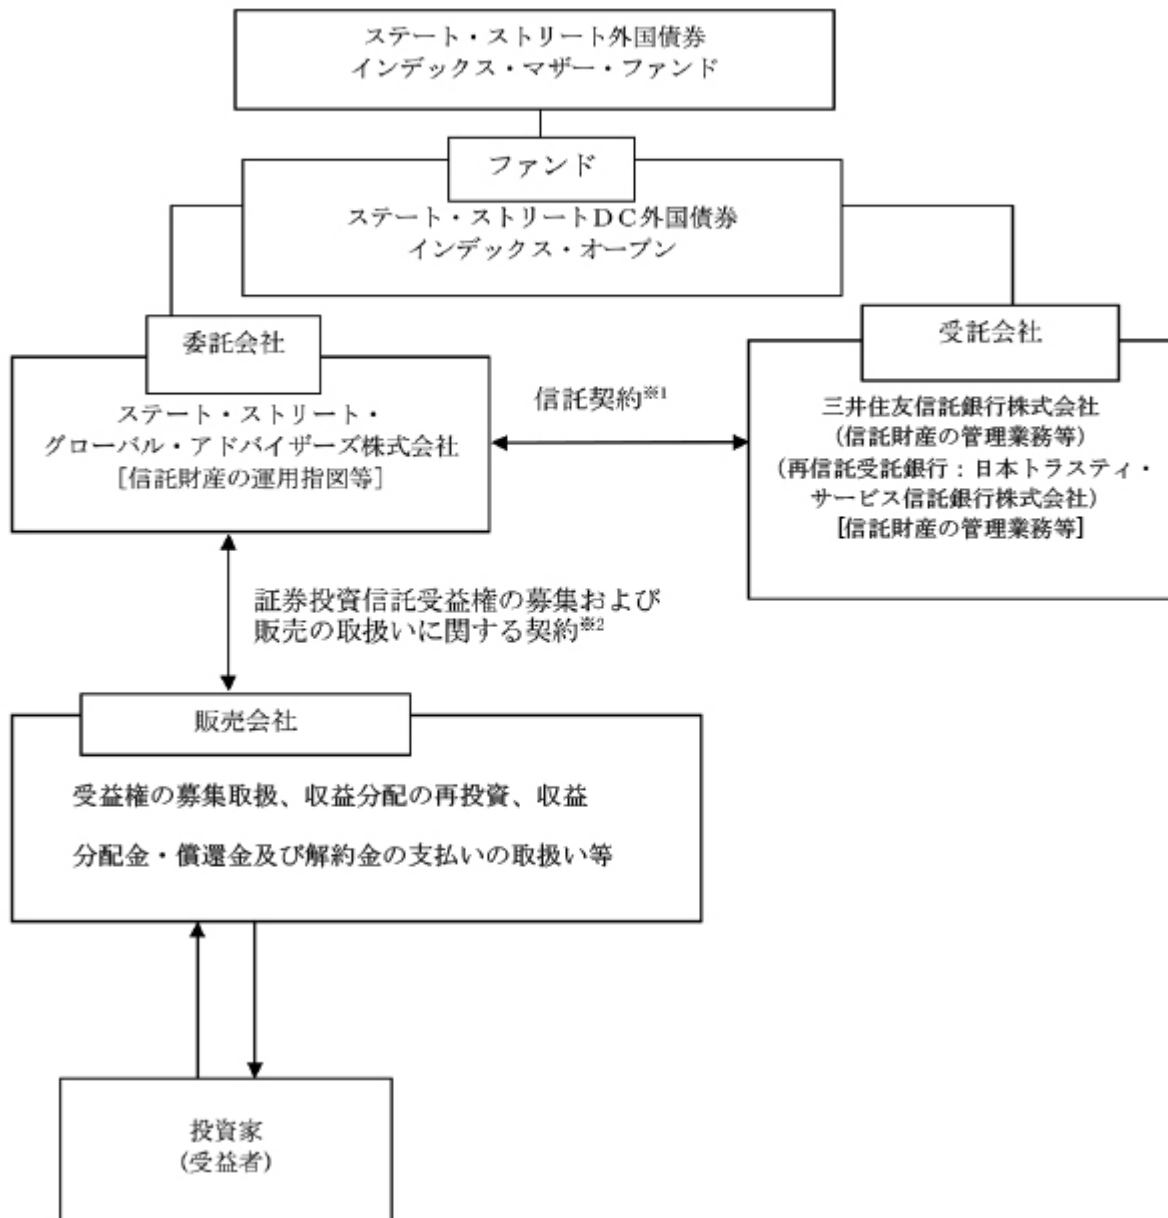 ステート・ストリート外国債券
インデックス・マザー・ファンド
ファンド
ステート・ストリートＤＣ外国債券
インデックス・オープン
委託会社
ステート・ストリート・
グローバル・アドバイザーズ株式会社
［信託財産の運用指図等］
信託契約※1
受託会社
三井住友信託銀行株式会社
（信託財産の管理業務等）
（再信託受託銀行：日本トラスティ・
サービス信託銀行株式会社）
[信託財産の管理業務等]
証券投資信託受益権の募集および
販売の取扱いに関する契約※2
販売会社
受益権の募集取扱、収益分配の再投資、収益
分配金・償還金及び解約金の支払いの取扱い等
投資家
(受益者)